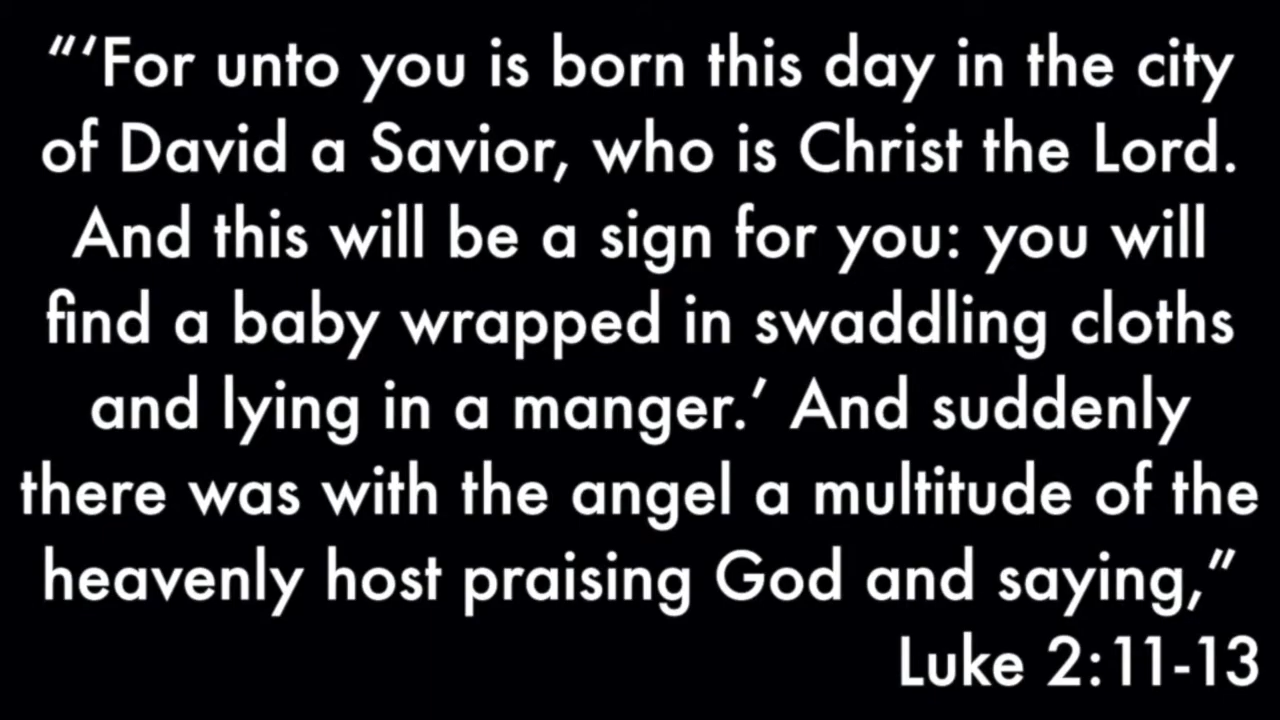 “‘For unto you is born this day in the city
of David a Savior, who is Christ the Lord.
And this will be a sign for you: you will
find a baby wrapped in swaddling cloths
and lying in a manger.’ And suddenly
there was with the angel a multitude of the
heavenly host praising God and saying,”
Luke 2:11-13